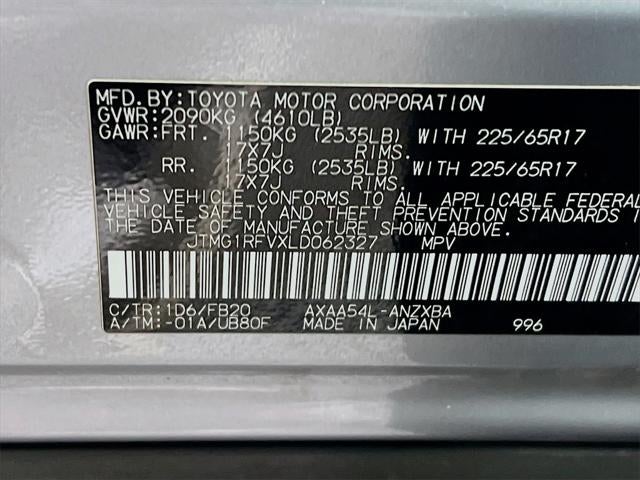 MFD.BY:TOYOTA MOTOR CORPORATION
GVWR:2090KG (4610LB)
GAWR:FRT. 1150KG (2535LB) WITH 225/65R17
17X7J RIMS.
RR. 1150KG (2535LB) WITH 225/65R17
17X7J RIMS.
THIS VEHICLE CONFORMS TO ALL APPLICABLE FEDERAL
VEHICLE SAFETY AND THEFT PREVENTION STANDARDS
THE DATE OF MANUFACTURE SHOWN ABOVE.
JTMG1RFVXLD062327 MPV
C/TR:1D6/FB20 AXAA54L-ANZXBA
A/TM:-01A/UB80F MADE IN JAPAN 996